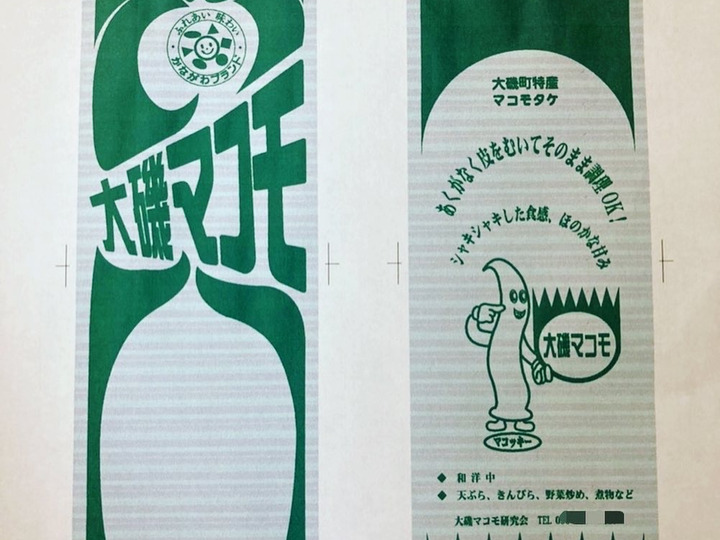 ふれあい 味わい
かながわブランド
大磯マコモ
大磯町特産
マコモタケ
あくがなく皮をむいてそのまま調理OK!
シャキシャキした食感、ほのかな甘み
大磯マコモ
マコッキー
◆ 和洋中
◆ 天ぷら、きんぴら、野菜炒め、煮物など
大磯マコモ研究会 TEL 0